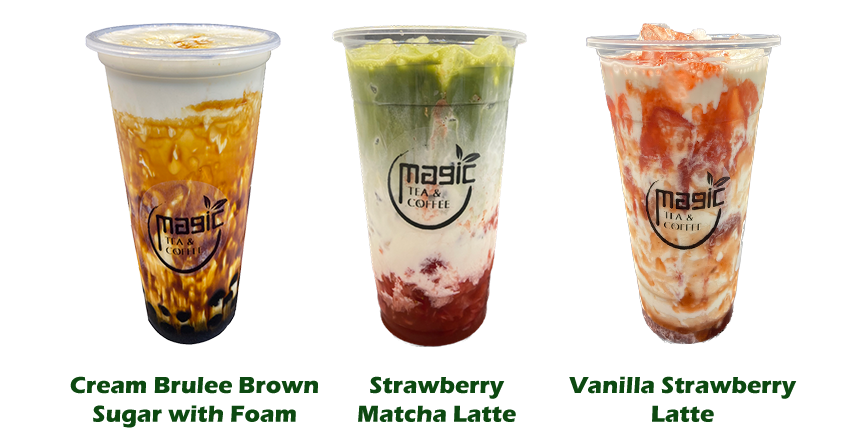 magic
TEA &
COFFEE
magic
TEA &
COFFEE
magic
TEA &
COFFEE
Cream Brulee Brown
Sugar with Foam
Strawberry
Matcha Latte
Vanilla Strawberry
Latte